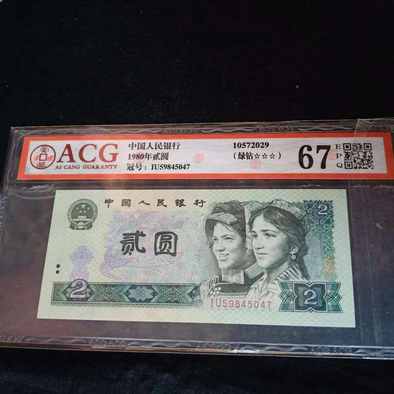 ACG
AI CANG GUARANTY
中国人民银行
1980年贰圆
冠号: IU59845047
10572029
(绿钻☆☆☆)
67
E
P
Q
中国人民银行
贰圆
2
2
2
IU59845047